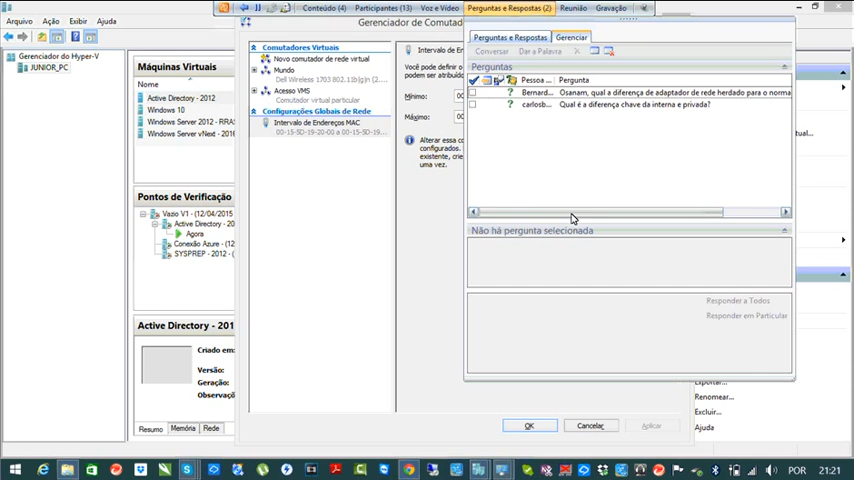 Conteúdo (4) Participantes (13) Voz e Vídeo Perguntas e Respostas (2) Reunião Gravação
Arquivo Ação Exibir Ajuda
Gerenciador de Comutado
Gerenciador do Hyper-V
JUNIOR_PC
Máquinas Virtuais
Nome
Active Directory - 2012
Windows 10
Windows Server 2012 - RRAS
Windows Server vNext - 2016
Pontos de Verificação
Vazio V1 - (12/04/2015
Active Directory -
Agora
Conexão Azure - (
SYSPREP - 2012 -
Active Directory - 201
Criado em:
Versão:
Geração:
Observaçõ
Resumo Memória Rede
Comutadores Virtuais
Novo comutador de rede virtual
Mundo
Dell Wireless 1703 802.11b|g|n (2...
Acesso VMS
Comutador virtual particular
Configurações Globais de Rede
Intervalo de Endereços MAC
00-15-5D-19-20-00 a 00-15-5D-19-...
Intervalo de En
Você pode definir o
podem ser atribuído
Mínimo: 00
Máximo: 00
Alterar essa co
configurados.
existente, crie
uma vez.
Perguntas e Respostas Gerenciar
Conversar Dar a Palavra
Perguntas
Pessoa ... Pergunta
Bernard... Osanam, qual a diferença de adaptador de rede herdado para o norma
carlosb... Qual é a diferença chave da interna e privada?
Não há pergunta selecionada
Responder a Todos
Responder em Particular
OK Cancelar Aplicar
tual...
Exportar...
Renomear...
Excluir...
Ajuda
POR 21:21